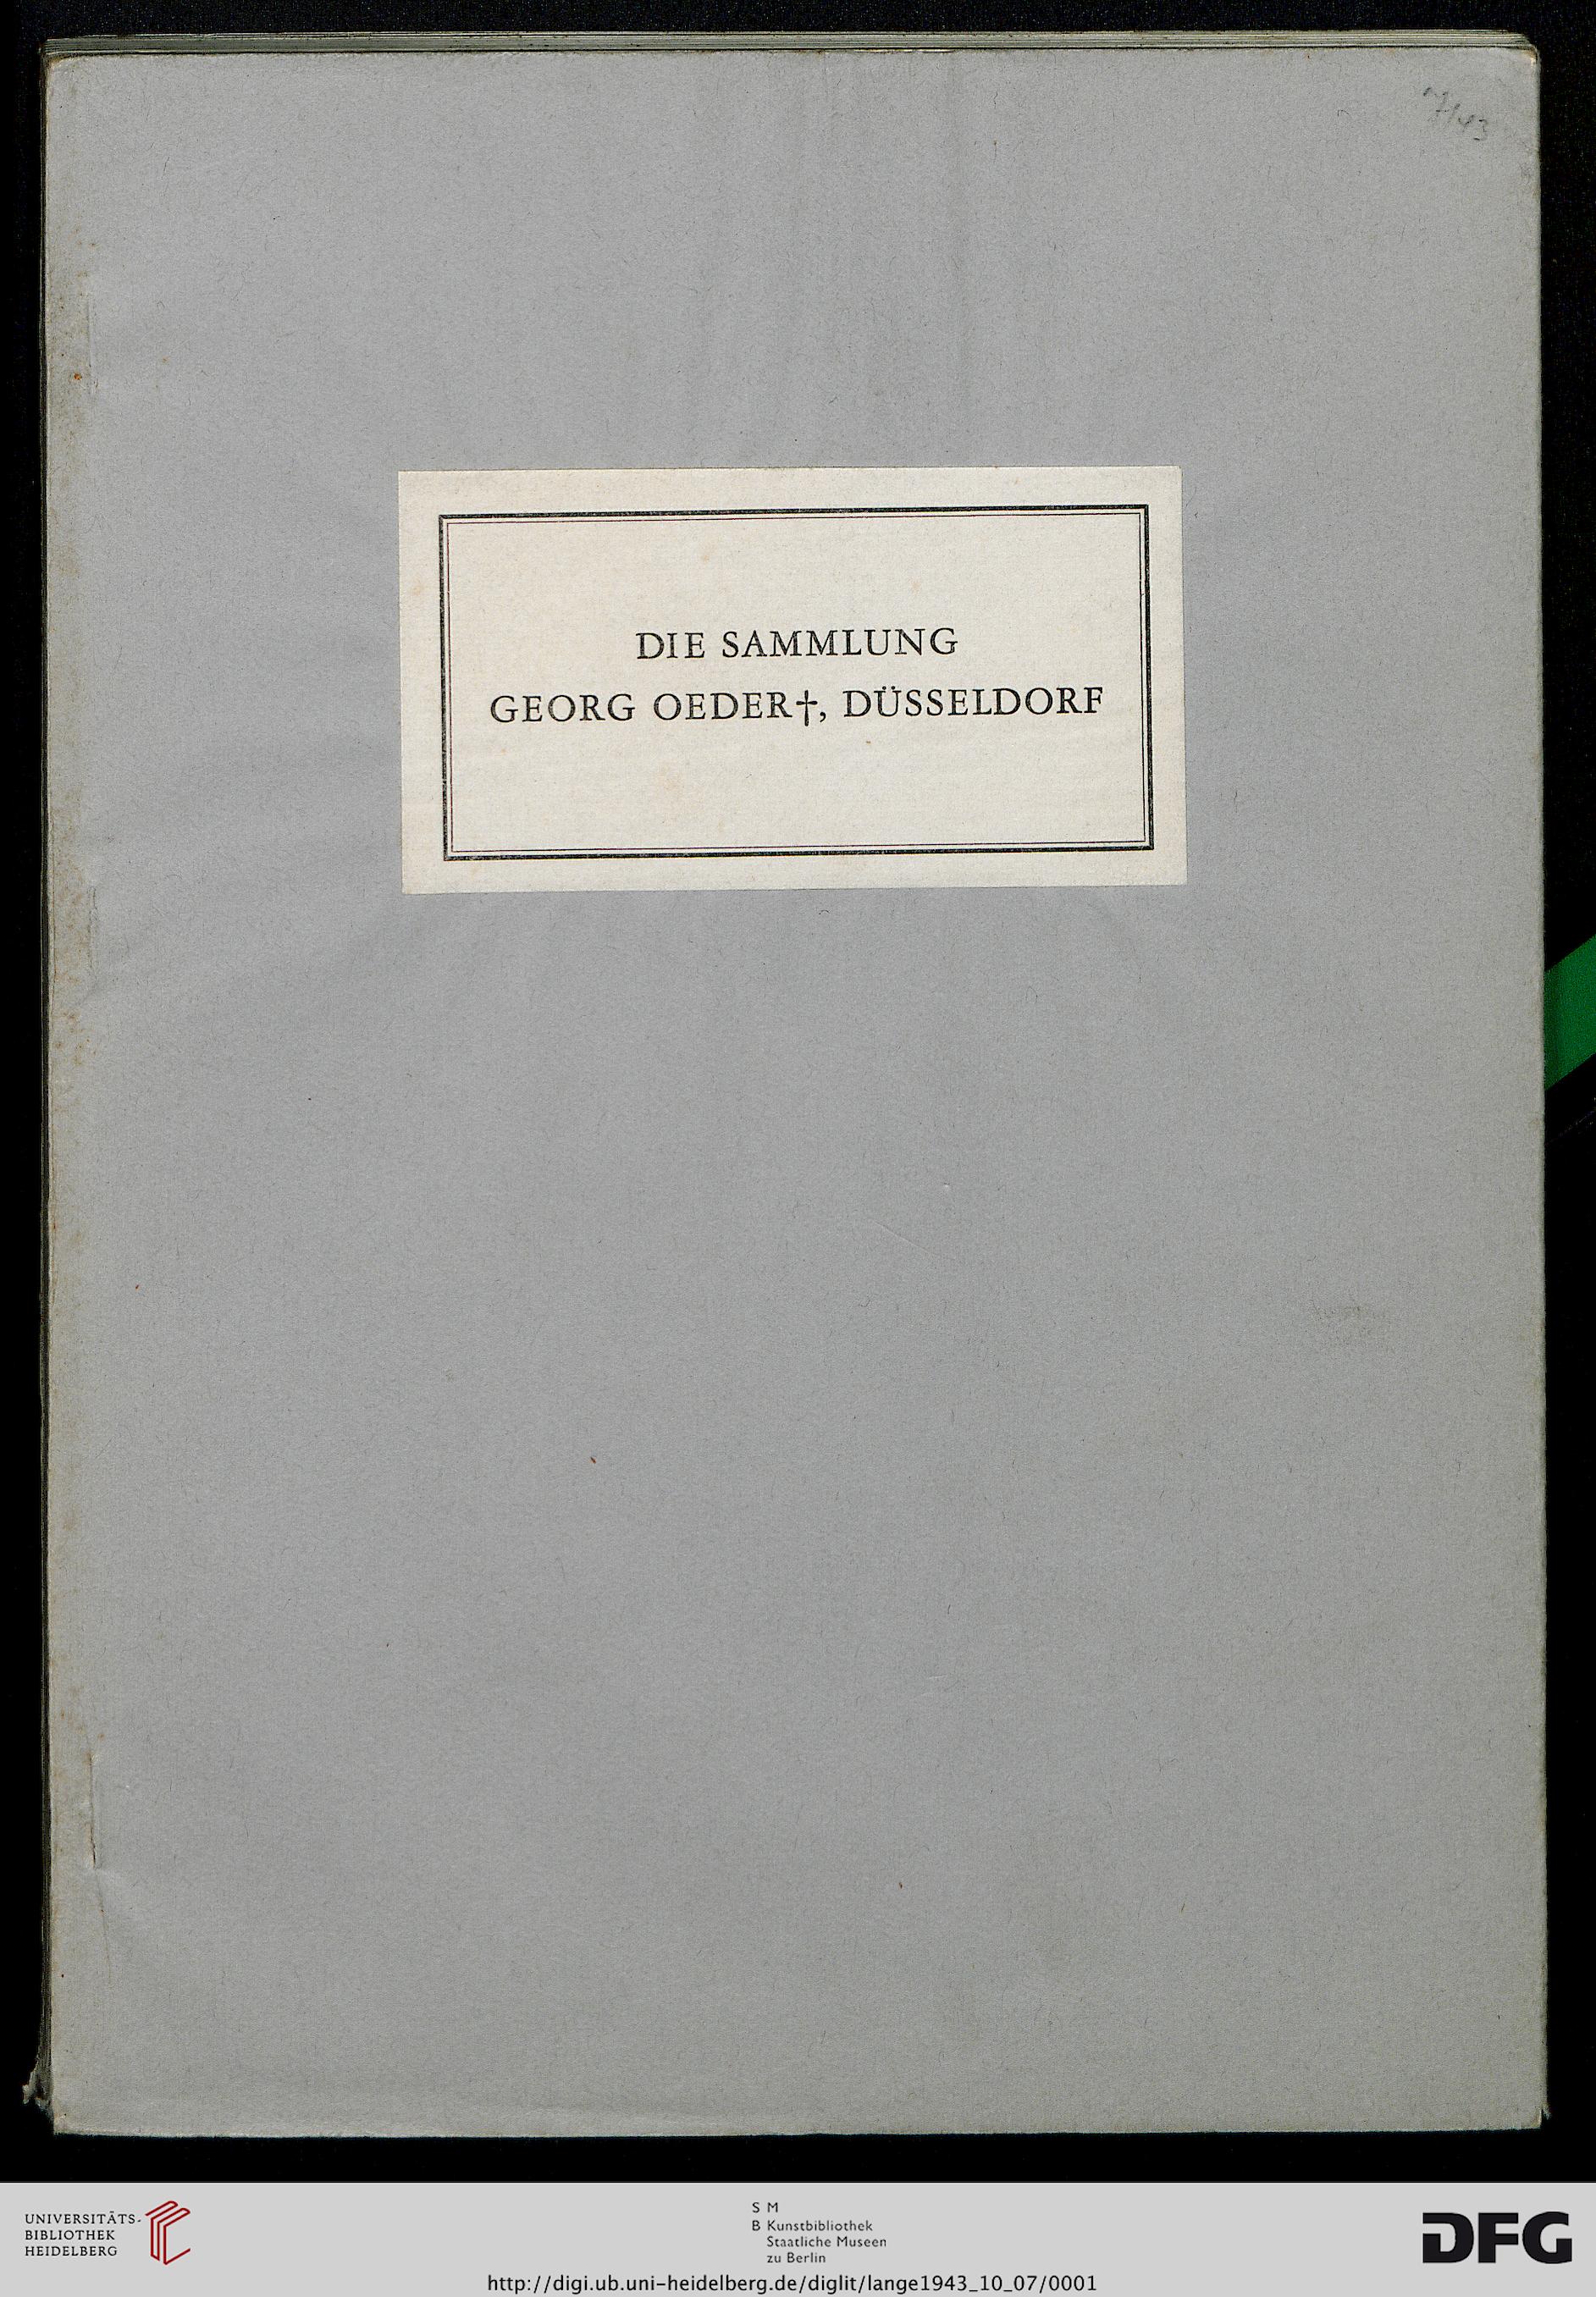 DIE SAMMLUNG
GEORG OEDER†, DÜSSELDORF
UNIVERSITÄTS-
BIBLIOTHEK
HEIDELBERG
S M
B Kunstbibliothek
Staatliche Museen
zu Berlin
DFG
http://digi.ub.uni-heidelberg.de/diglit/lange1943_10_07/0001